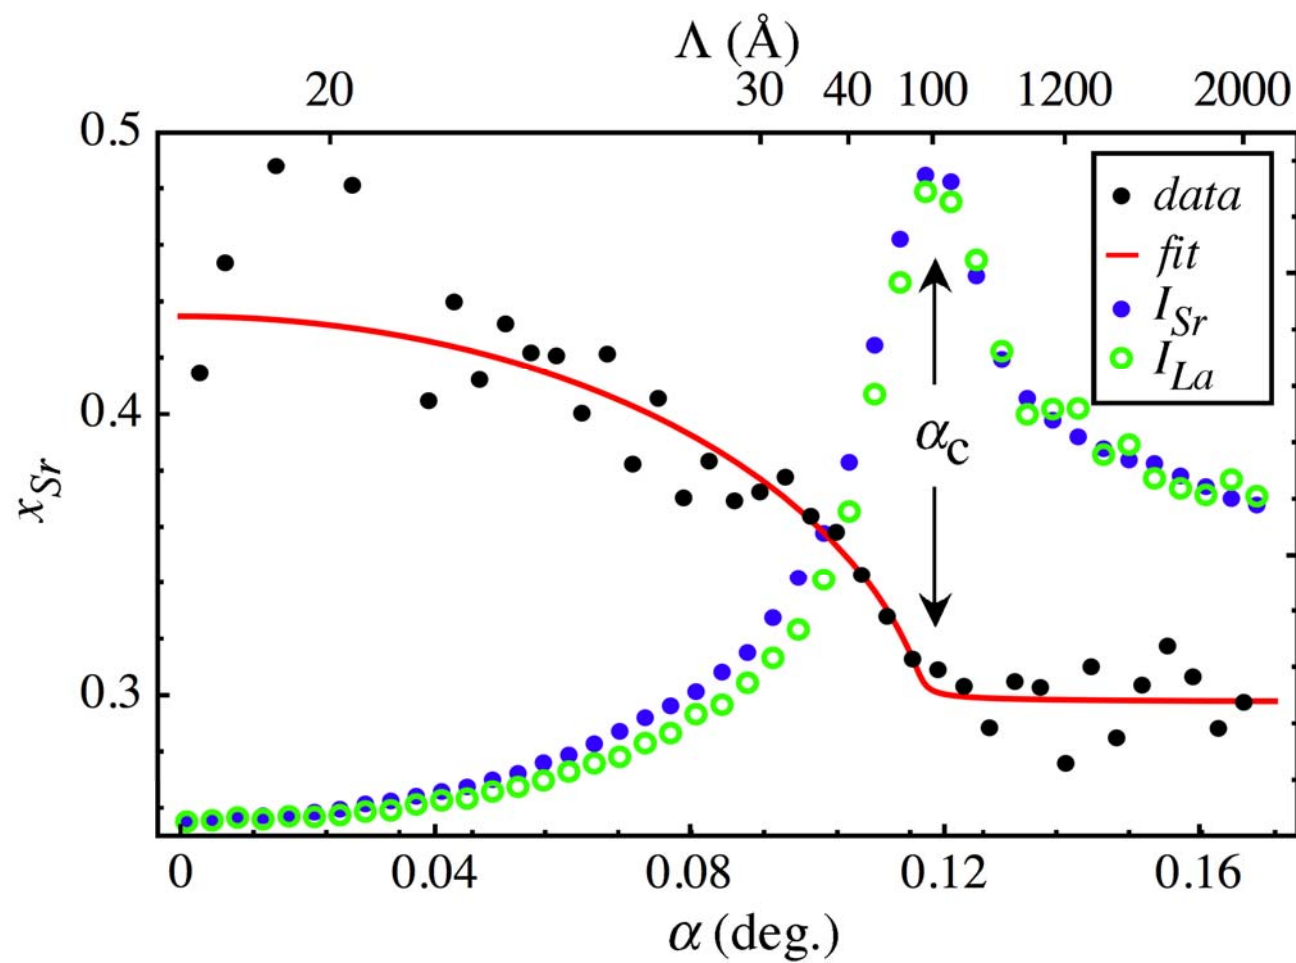 Λ (Å)
20 30 40 100 1200 2000
0.5
0.4
0.3
x_Sr
data
fit
I_Sr
I_La
α_c
0 0.04 0.08 0.12 0.16
α (deg.)